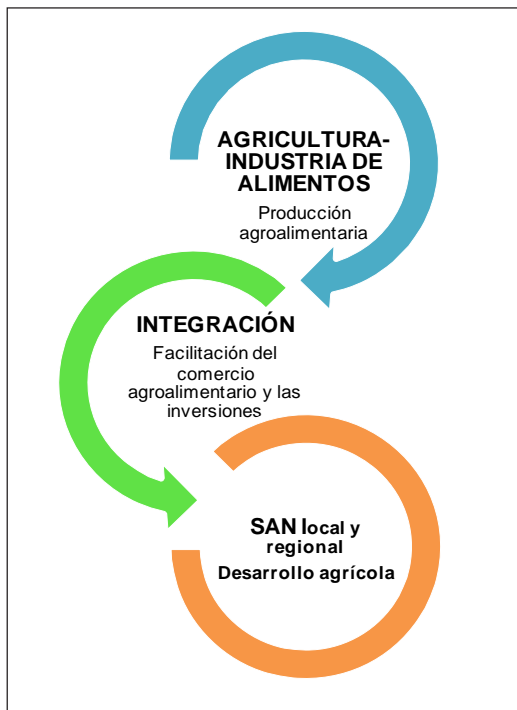 AGRICULTURA-
INDUSTRIA DE
ALIMENTOS
Producción
agroalimentaria
INTEGRACIÓN
Facilitación del
comercio
agroalimentario y las
inversiones
SAN local y
regional
Desarrollo agrícola